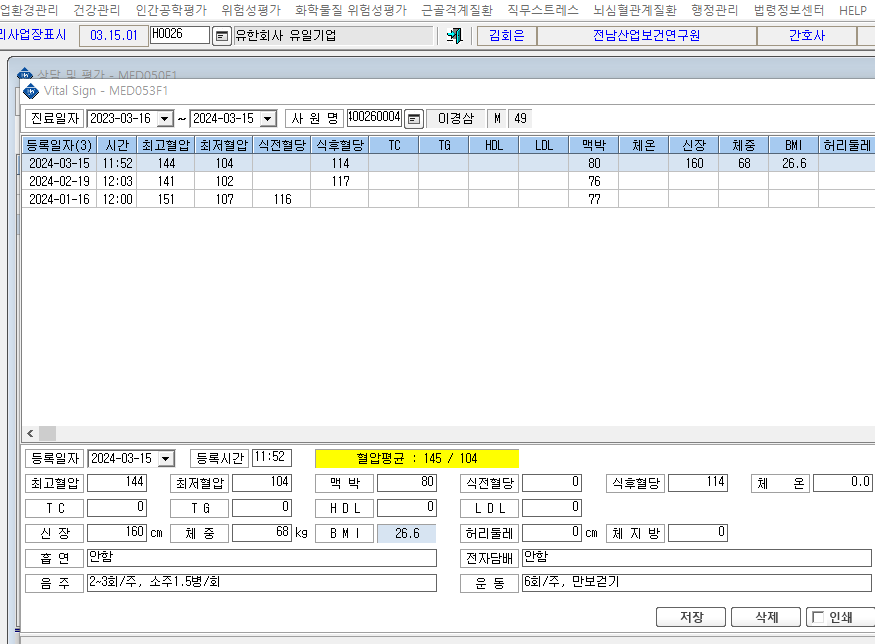 업환경관리 건강관리 인간공학평가 위험성평가 화학물질 위험성평가 근골격계질환 직무스트레스 뇌심혈관계질환 행정관리 법령정보센터 HELP
리사업장표시 03.15.01 H0026 유한회사 유일기업 김회은 전남산업보건연구원 간호사
상담 및 평가 - MED050F1
Vital Sign - MED053F1
진료일자 2023-03-16 ~ 2024-03-15 사 원 명 I00260004 이경삼 M 49
등록일자(3) 시간 최고혈압 최저혈압 식전혈당 식후혈당 TC TG HDL LDL 맥박 체온 신장 체중 BMI 허리둘레
2024-03-15 11:52 144 104 114 80 160 68 26.6
2024-02-19 12:03 141 102 117 76
2024-01-16 12:00 151 107 116 77
등록일자 2024-03-15 등록시간 11:52 혈압평균 : 145 / 104
최고혈압 144 최저혈압 104 맥 박 80 식전혈당 0 식후혈당 114 체 온 0.0
T C 0 T G 0 H D L 0 L D L 0
신 장 160 cm 체 중 68 kg B M I 26.6 허리둘레 0 cm 체 지 방 0
흡 연 안함 전자담배 안함
음 주 2~3회/주, 소주1.5병/회 운 동 6회/주, 만보걷기
저장 삭제 인쇄